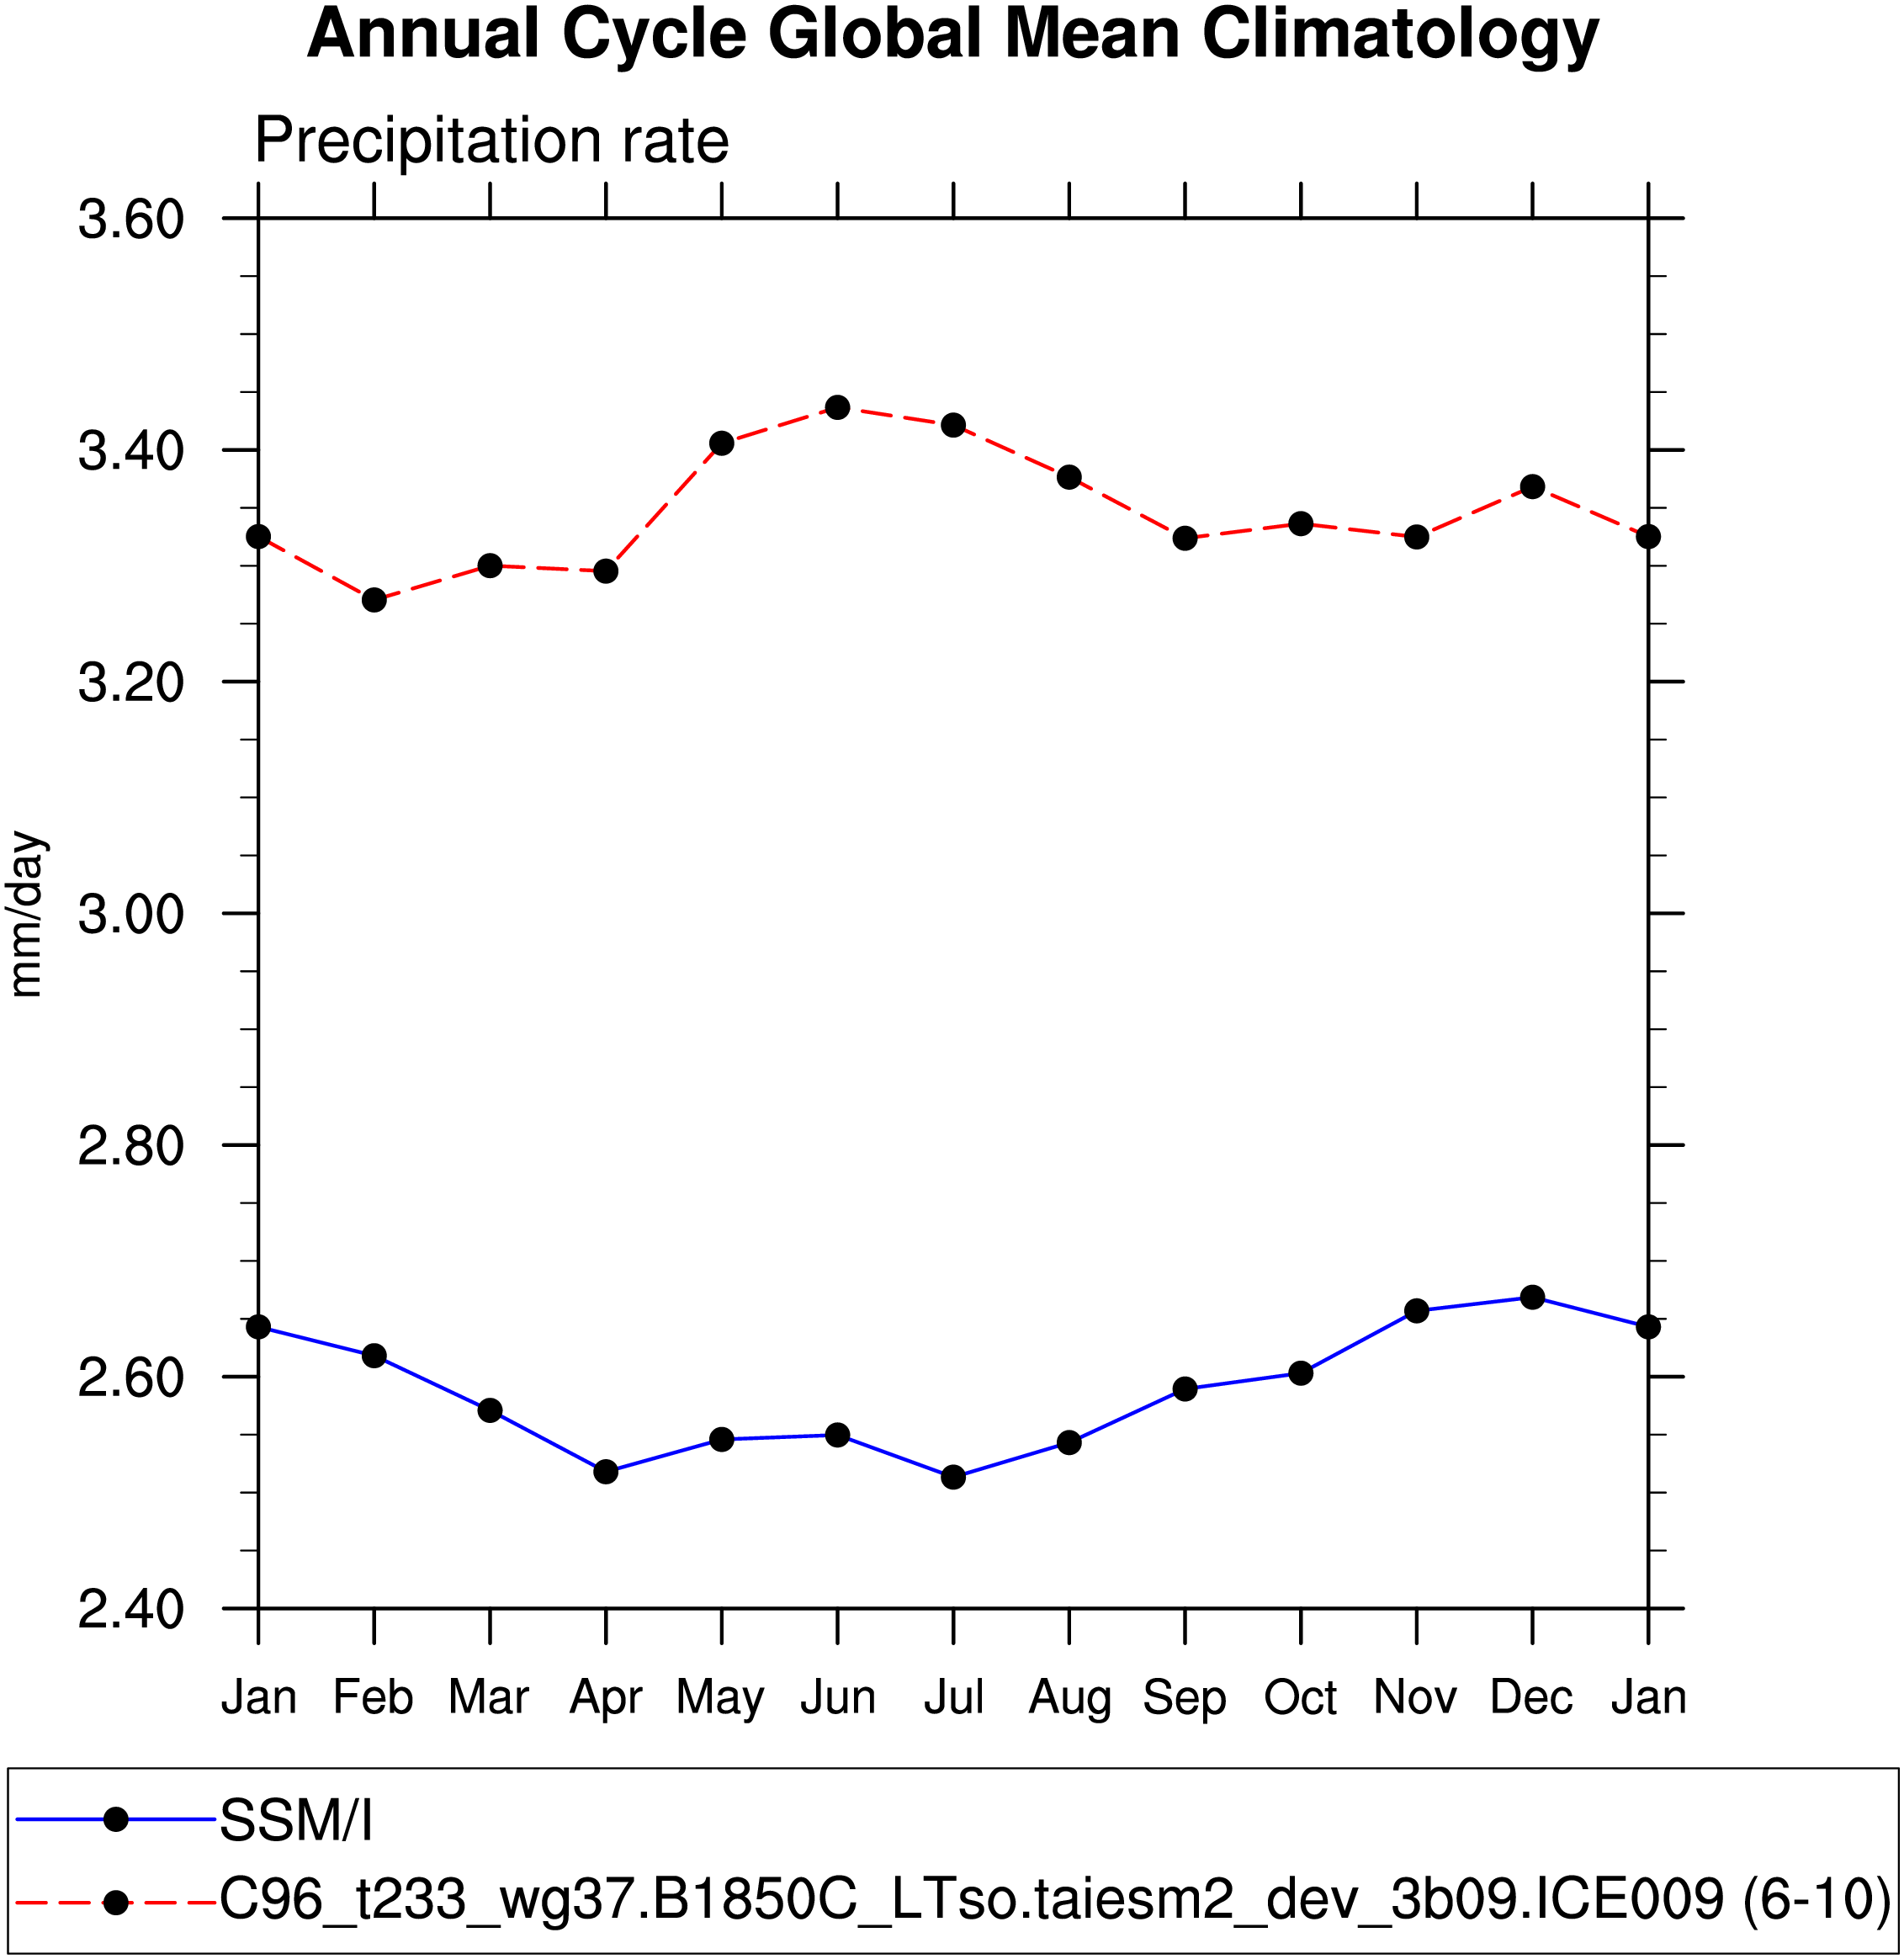 Annual Cycle Global Mean Climatology
Precipitation rate
3.60
3.40
3.20
3.00
2.80
2.60
2.40
mm/day
Jan Feb Mar Apr May Jun Jul Aug Sep Oct Nov Dec Jan
SSM/I
C96_t233_wg37.B1850C_LTso.taiesm2_dev_3b09.ICE009 (6-10)